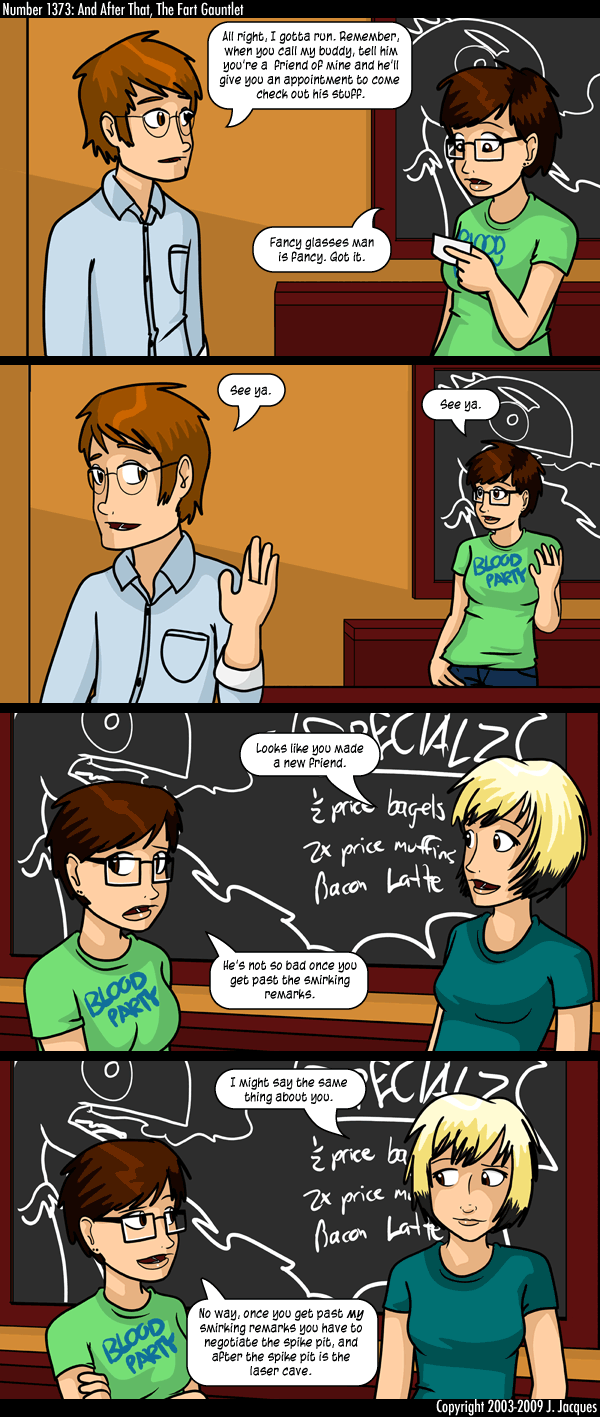 Number 1373: And After That, The Fart Gauntlet
All right, I gotta run. Remember,
when you call my buddy, tell him
you're a friend of mine and he'll
give you an appointment to come
check out his stuff.
BLOOD
Fancy glasses man
is fancy. Got it.
See ya.
See ya.
BLOOD
PARTY
SPECIALZ
Looks like you made
a new friend.
1/2 price bagels
2x price muffins
Bacon Latte
He's not so bad once you
get past the smirking
remarks.
BLOOD
PARTY
I might say the same
thing about you.
PECIALZ
1/2 price ba
2x price m
Bacon Latte
No way, once you get past my
smirking remarks you have to
negotiate the spike pit, and
after the spike pit is the
laser cave.
BLOOD
PARTY
Copyright 2003-2009 J. Jacques